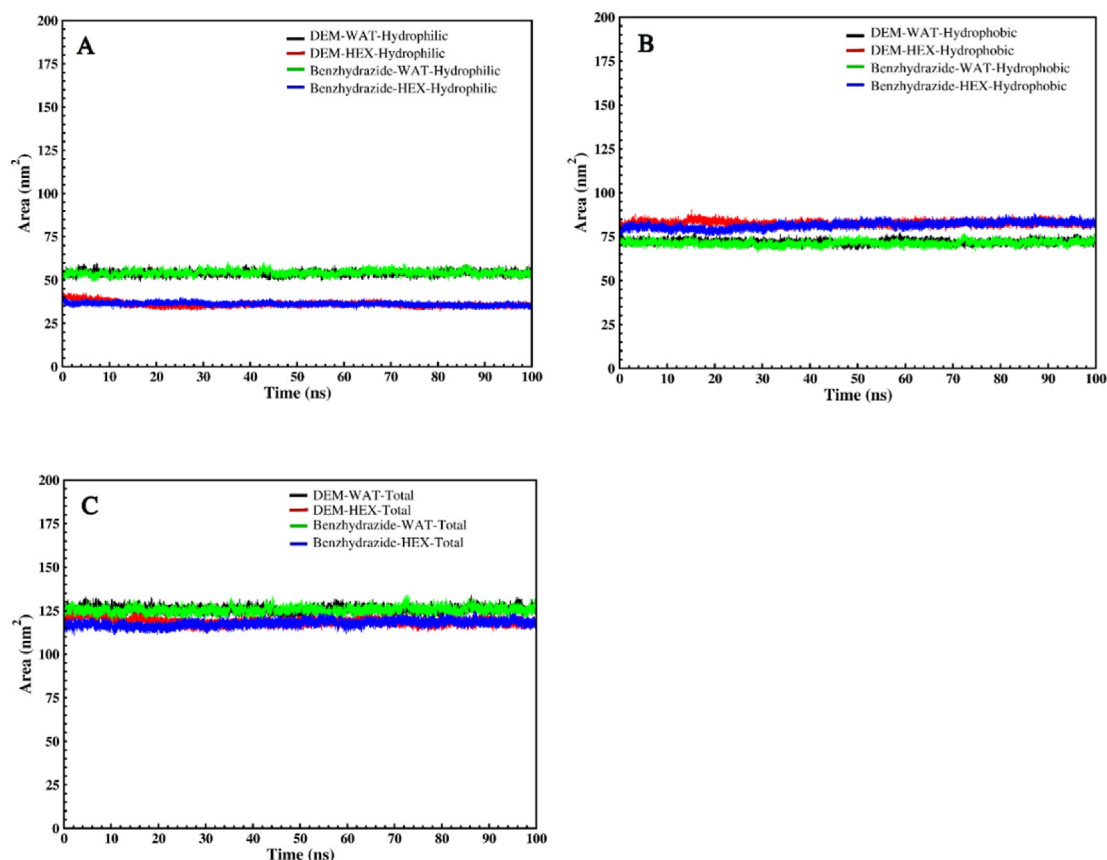 A
DEM-WAT-Hydrophilic
DEM-HEX-Hydrophilic
Benzhydrazide-WAT-Hydrophilic
Benzhydrazide-HEX-Hydrophilic
Area (nm²)
200
175
150
125
100
75
50
25
0
0 10 20 30 40 50 60 70 80 90 100
Time (ns)
B
DEM-WAT-Hydrophobic
DEM-HEX-Hydrophobic
Benzhydrazide-WAT-Hydrophobic
Benzhydrazide-HEX-Hydrophobic
Area (nm²)
200
175
150
125
100
75
50
25
0
0 10 20 30 40 50 60 70 80 90 100
Time (ns)
C
DEM-WAT-Total
DEM-HEX-Total
Benzhydrazide-WAT-Total
Benzhydrazide-HEX-Total
Area (nm²)
200
175
150
125
100
75
50
25
0
0 10 20 30 40 50 60 70 80 90 100
Time (ns)